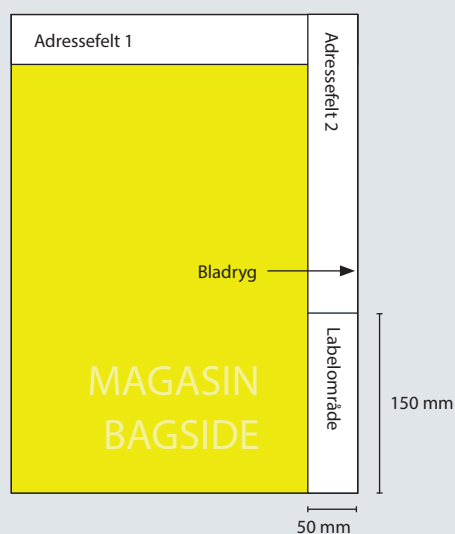 Adressefelt 1
Adressefelt 2
Bladryg
Labelområde
MAGASIN
BAGSIDE
150 mm
50 mm